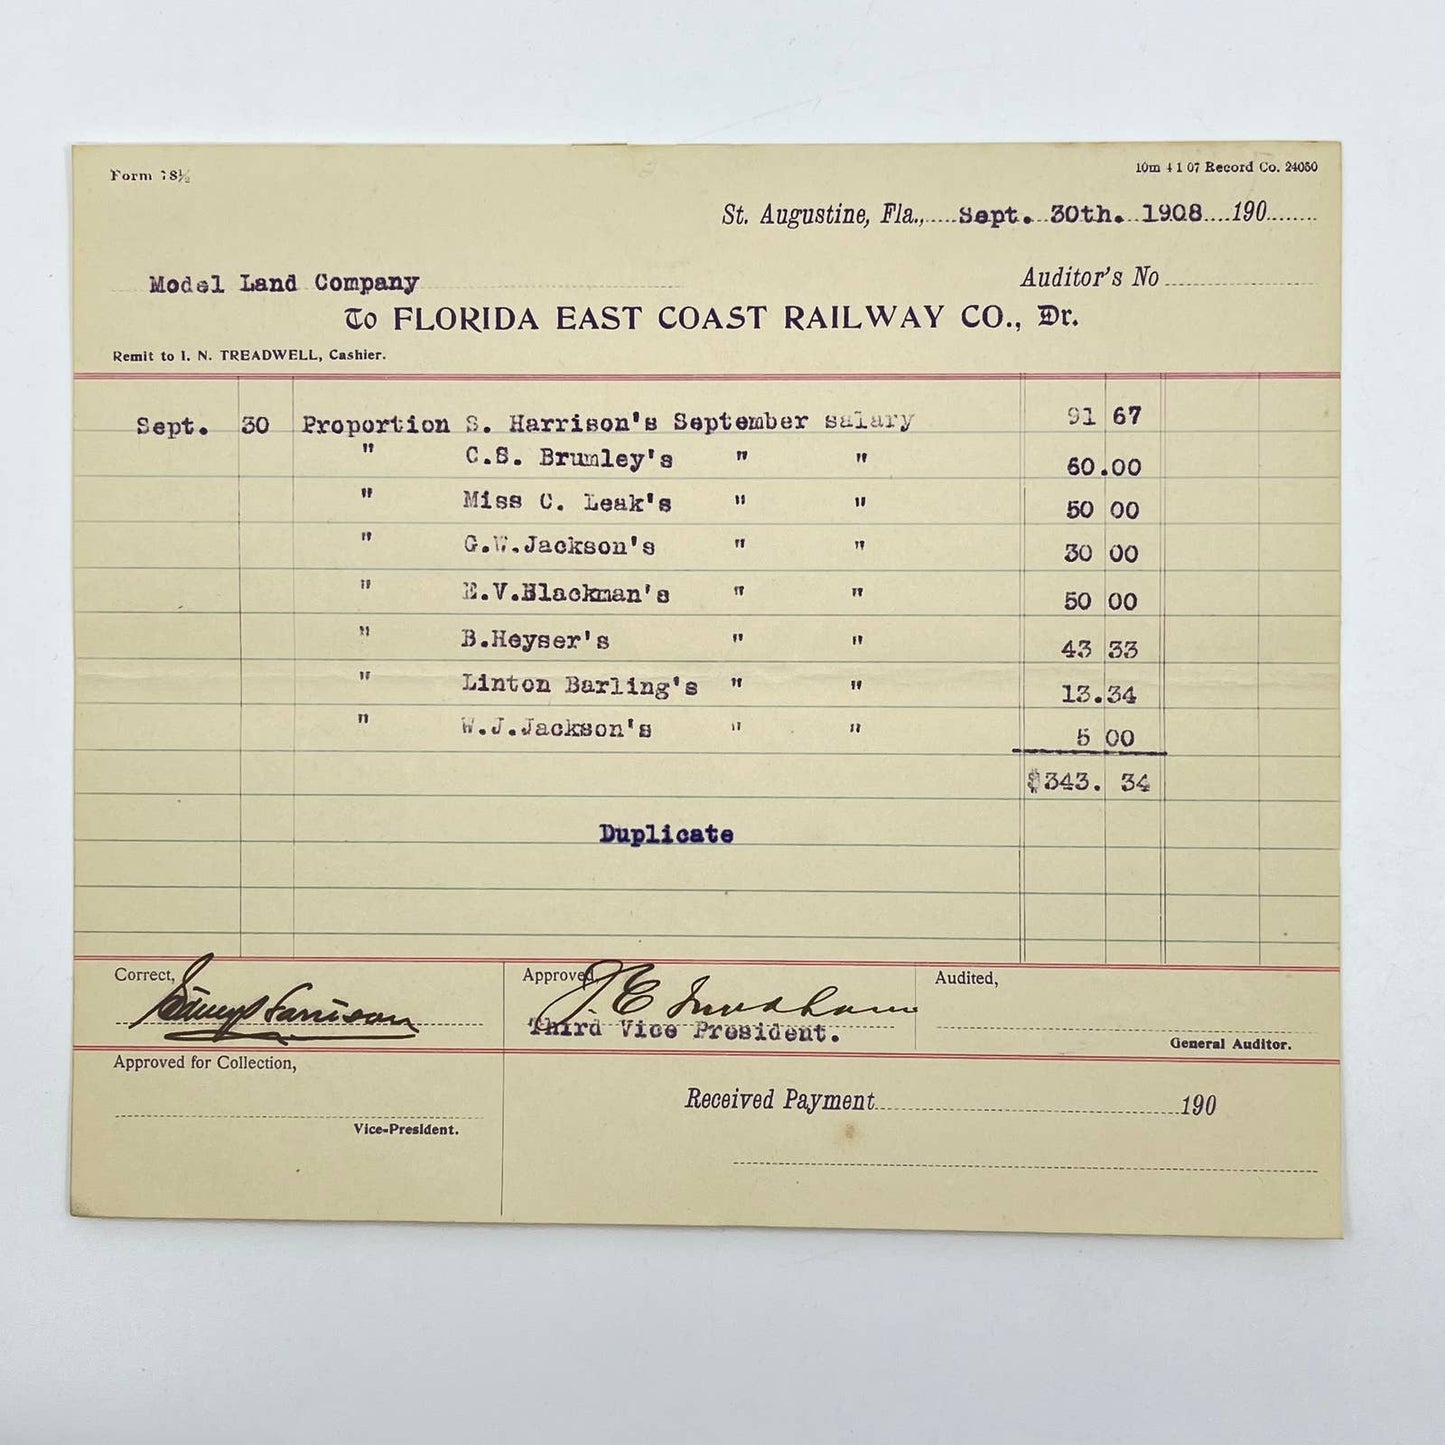 Form 78½
10m 4 1 07 Record Co. 24050
St. Augustine, Fla., Sept. 30th. 1908 190
Model Land Company
Auditor's No
To FLORIDA EAST COAST RAILWAY CO., Dr.
Remit to I. N. TREADWELL, Cashier.
Sept. 30 Proportion S. Harrison's September salary 91 67
" C.S. Brumley's " " 60.00
" Miss C. Leak's " " 50 00
" G.W.Jackson's " " 30 00
" E.V.Blackman's " " 50 00
" B.Heyser's " " 43 33
" Linton Barling's " " 13.34
" W.J.Jackson's " " 5 00
$343. 34
Duplicate
Correct,
Approved,
J. E. Ingraham
Audited,
Third Vice President.
General Auditor.
Approved for Collection,
Received Payment 190
Vice-President.